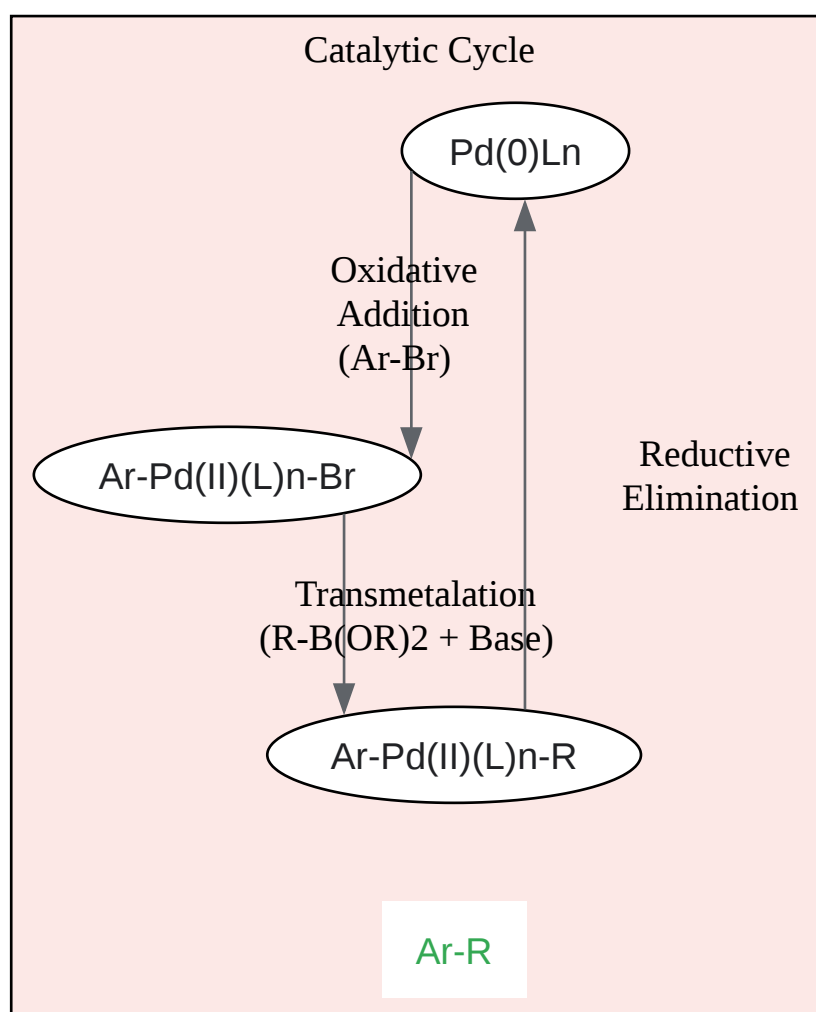 Catalytic Cycle
Pd(0)Ln
Oxidative
Addition
(Ar-Br)
Ar-Pd(II)(L)n-Br
Reductive
Elimination
Transmetalation
(R-B(OR)2 + Base)
Ar-Pd(II)(L)n-R
Ar-R